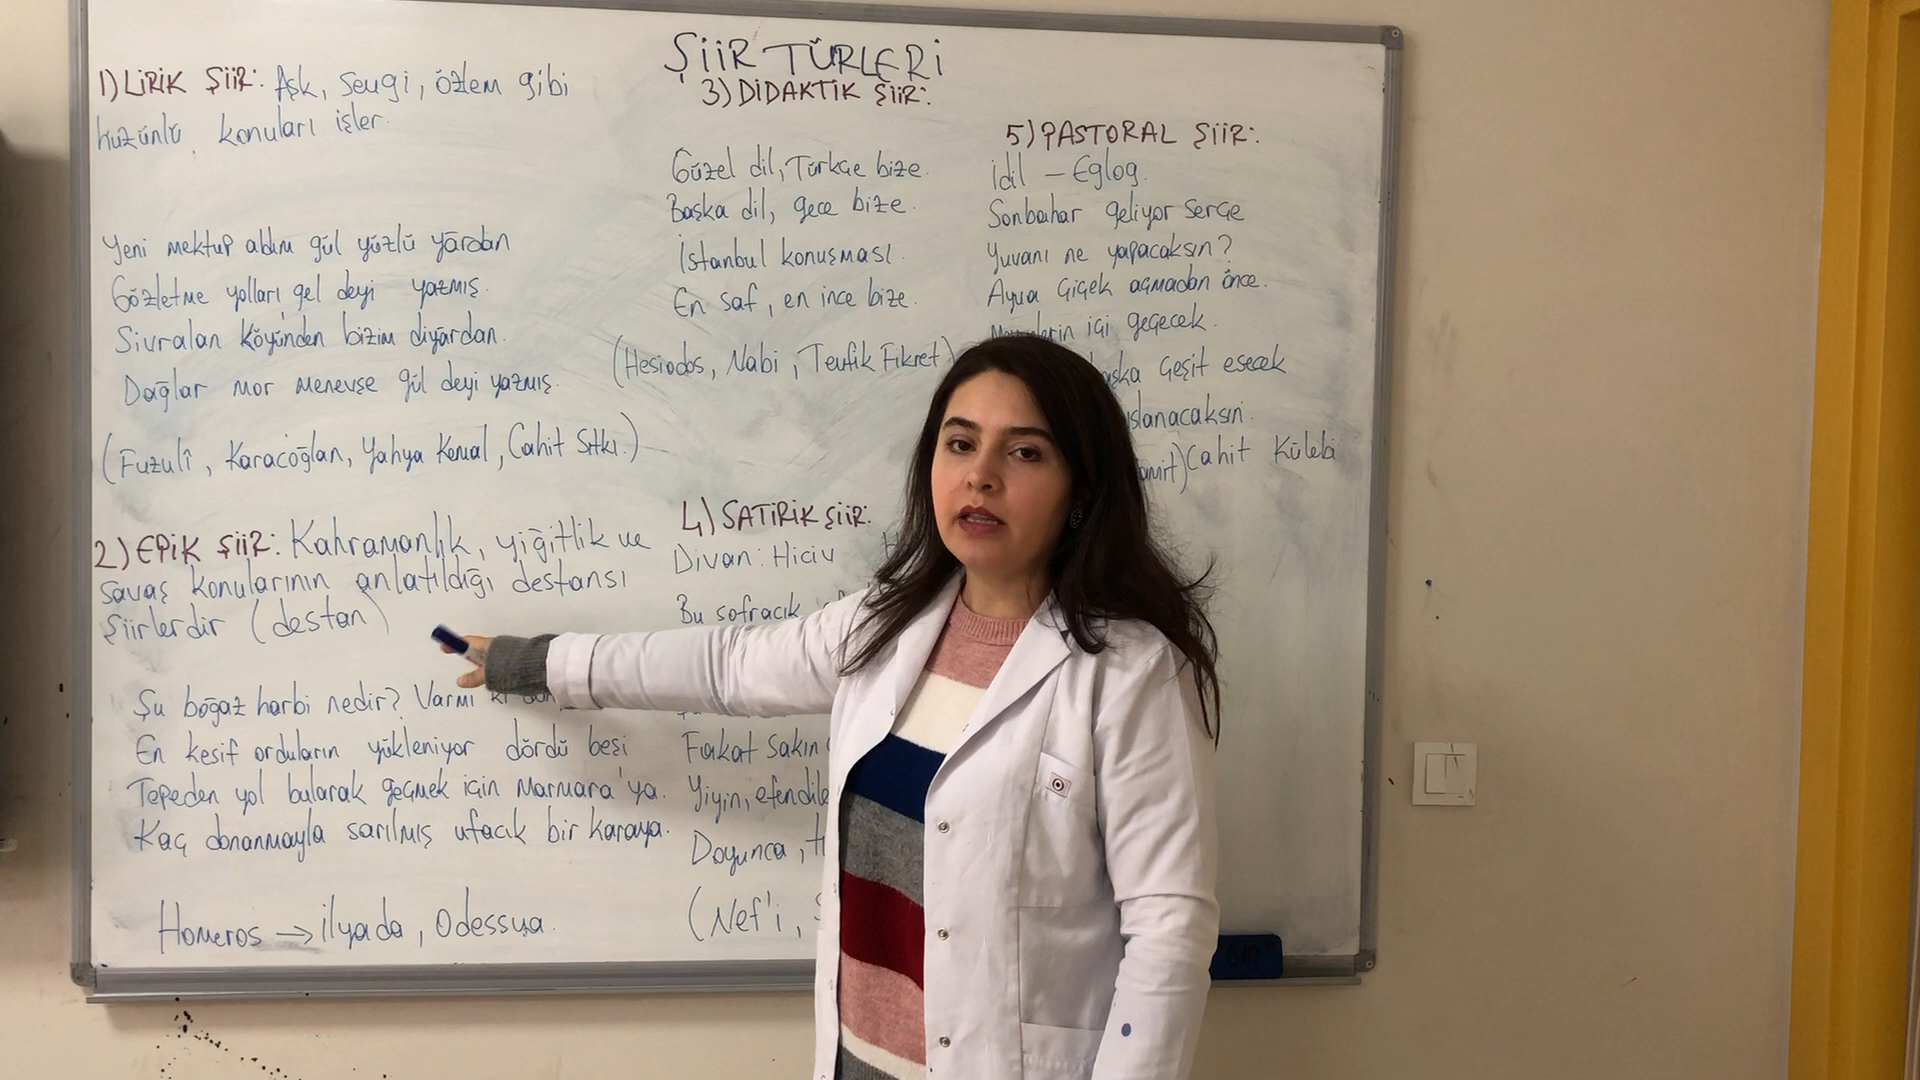 ŞİİR TÜRLERİ
1) LİRİK ŞİİR: Aşk, sevgi, özlem gibi
hüzünlü konuları işler
Yeni mektup aldım gül yüzlü yârdan
Gözletme yolları gel deyi yazmış.
Sivralan Köyünden bizim diyârdan.
Dağlar mor menevşe gül deyi yazmış.
(Fuzulî, Karacoğlan, Yahya Kemal, Cahit Sıtkı.)
2) EPİK ŞİİR: Kahramanlık, yiğitlik ve
savaş konularının anlatıldığı destansı
şiirlerdir (destan)
Şu boğaz harbi nedir? Varmı ki
En kesif orduların yükleniyor dördü beşi
Tepeden yol bularak geçmek için Marmara'ya.
Kaç donanmayla sarılmış ufacık bir karaya.
Homeros → İlyada, Odessya.
3) DİDAKTİK ŞİİR:
Güzel dil, Türkçe bize.
Başka dil, gece bize.
İstanbul konuşması.
En saf, en ince bize.
(Hesiodos, Nabi, Tevfik Fikret)
4) SATİRİK ŞİİR:
Divan: Hiciv
Bu sofracık
Fakat sakın
Yiyin, efendile
Doyunca,
(Nef'i,
5) PASTORAL ŞİİR:
İdil – Eglog.
Sonbahar geliyor serçe
Yuvanı ne yapacaksın?
Ayva çiçek açmadan önce.
içi geçecek.
çeşit esecek
ıslanacaksın.
Cahit Külebi